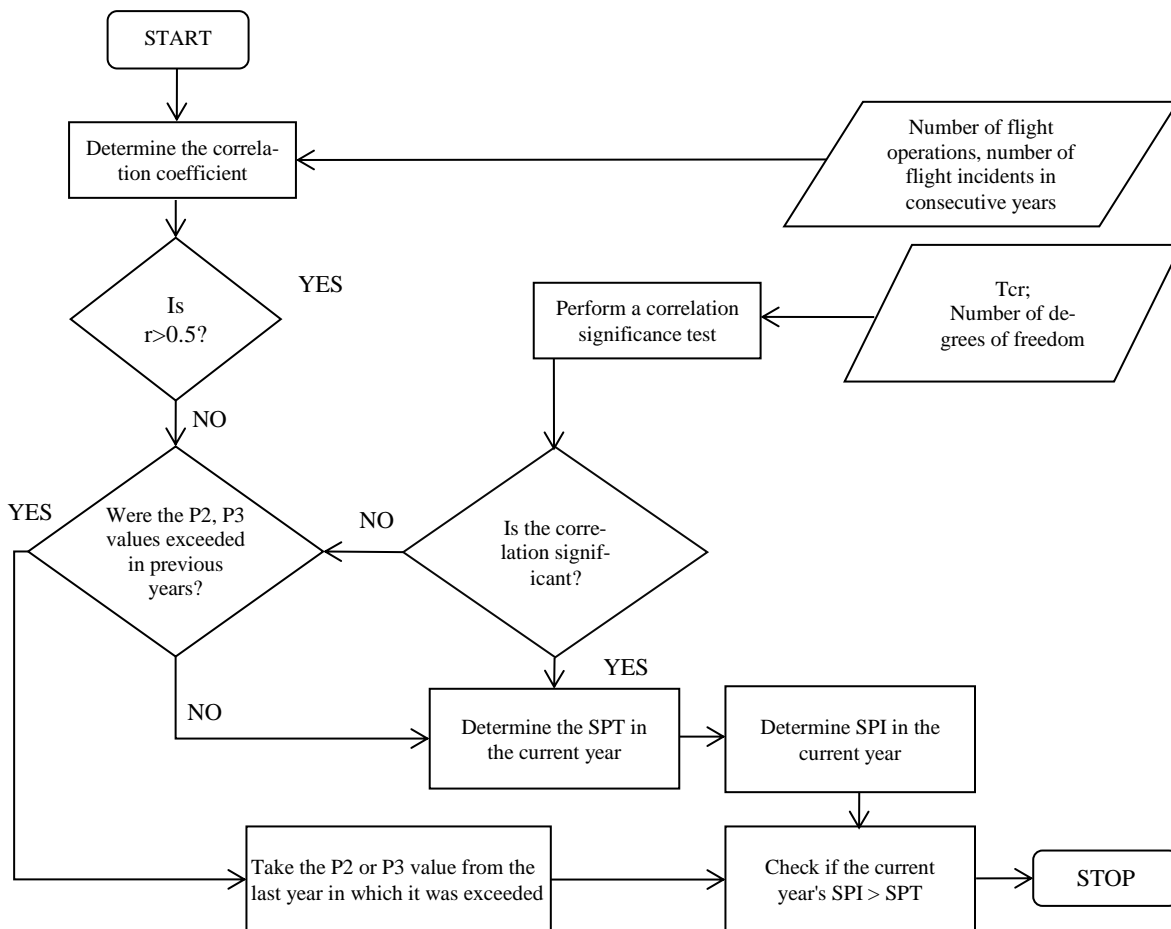 START
Determine the correla-
tion coefficient
Number of flight
operations, number of
flight incidents in
consecutive years
Is
r>0.5?
YES
NO
Perform a correlation
significance test
Tcr;
Number of de-
grees of freedom
YES
Were the P2, P3
values exceeded
in previous
years?
NO
Is the corre-
lation signif-
icant?
NO
YES
Determine the SPT in
the current year
Determine SPI in the
current year
Take the P2 or P3 value from the
last year in which it was exceeded
Check if the current
year's SPI > SPT
STOP